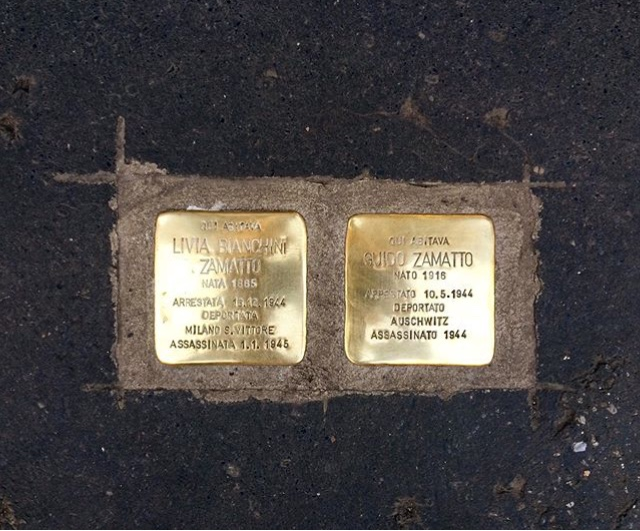 QUI ABITAVA
LIVIA BIANCHINI
ZAMATTO
NATA 1885
ARRESTATA 13.12.1944
DEPORTATA
MILANO S.VITTORE
ASSASSINATA 1.1.1945
QUI ABITAVA
GUIDO ZAMATTO
NATO 1916
ARRESTATO 10.5.1944
DEPORTATO
AUSCHWITZ
ASSASSINATO 1944